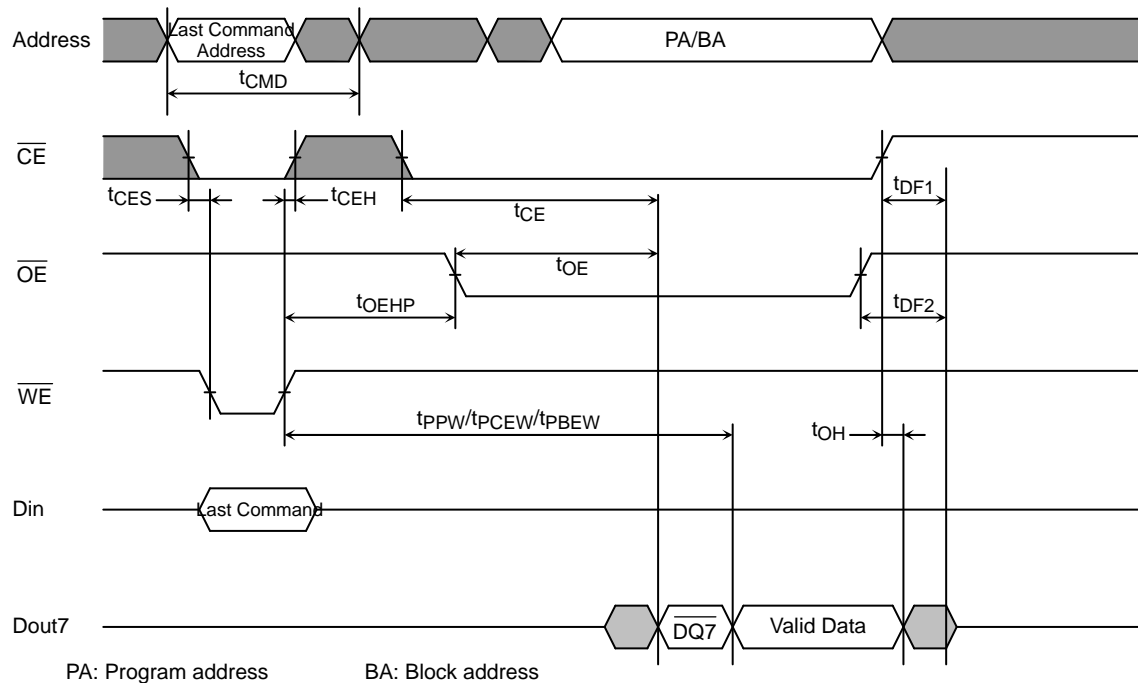 Address
Last Command
Address
PA/BA
tCMD
CE
tCES
tCEH
tCE
tDF1
OE
tOE
tOEHP
tDF2
WE
tPPW/tPCEW/tPBEW
tOH
Din
Last Command
Dout7
DQ7
Valid Data
PA: Program address
BA: Block address